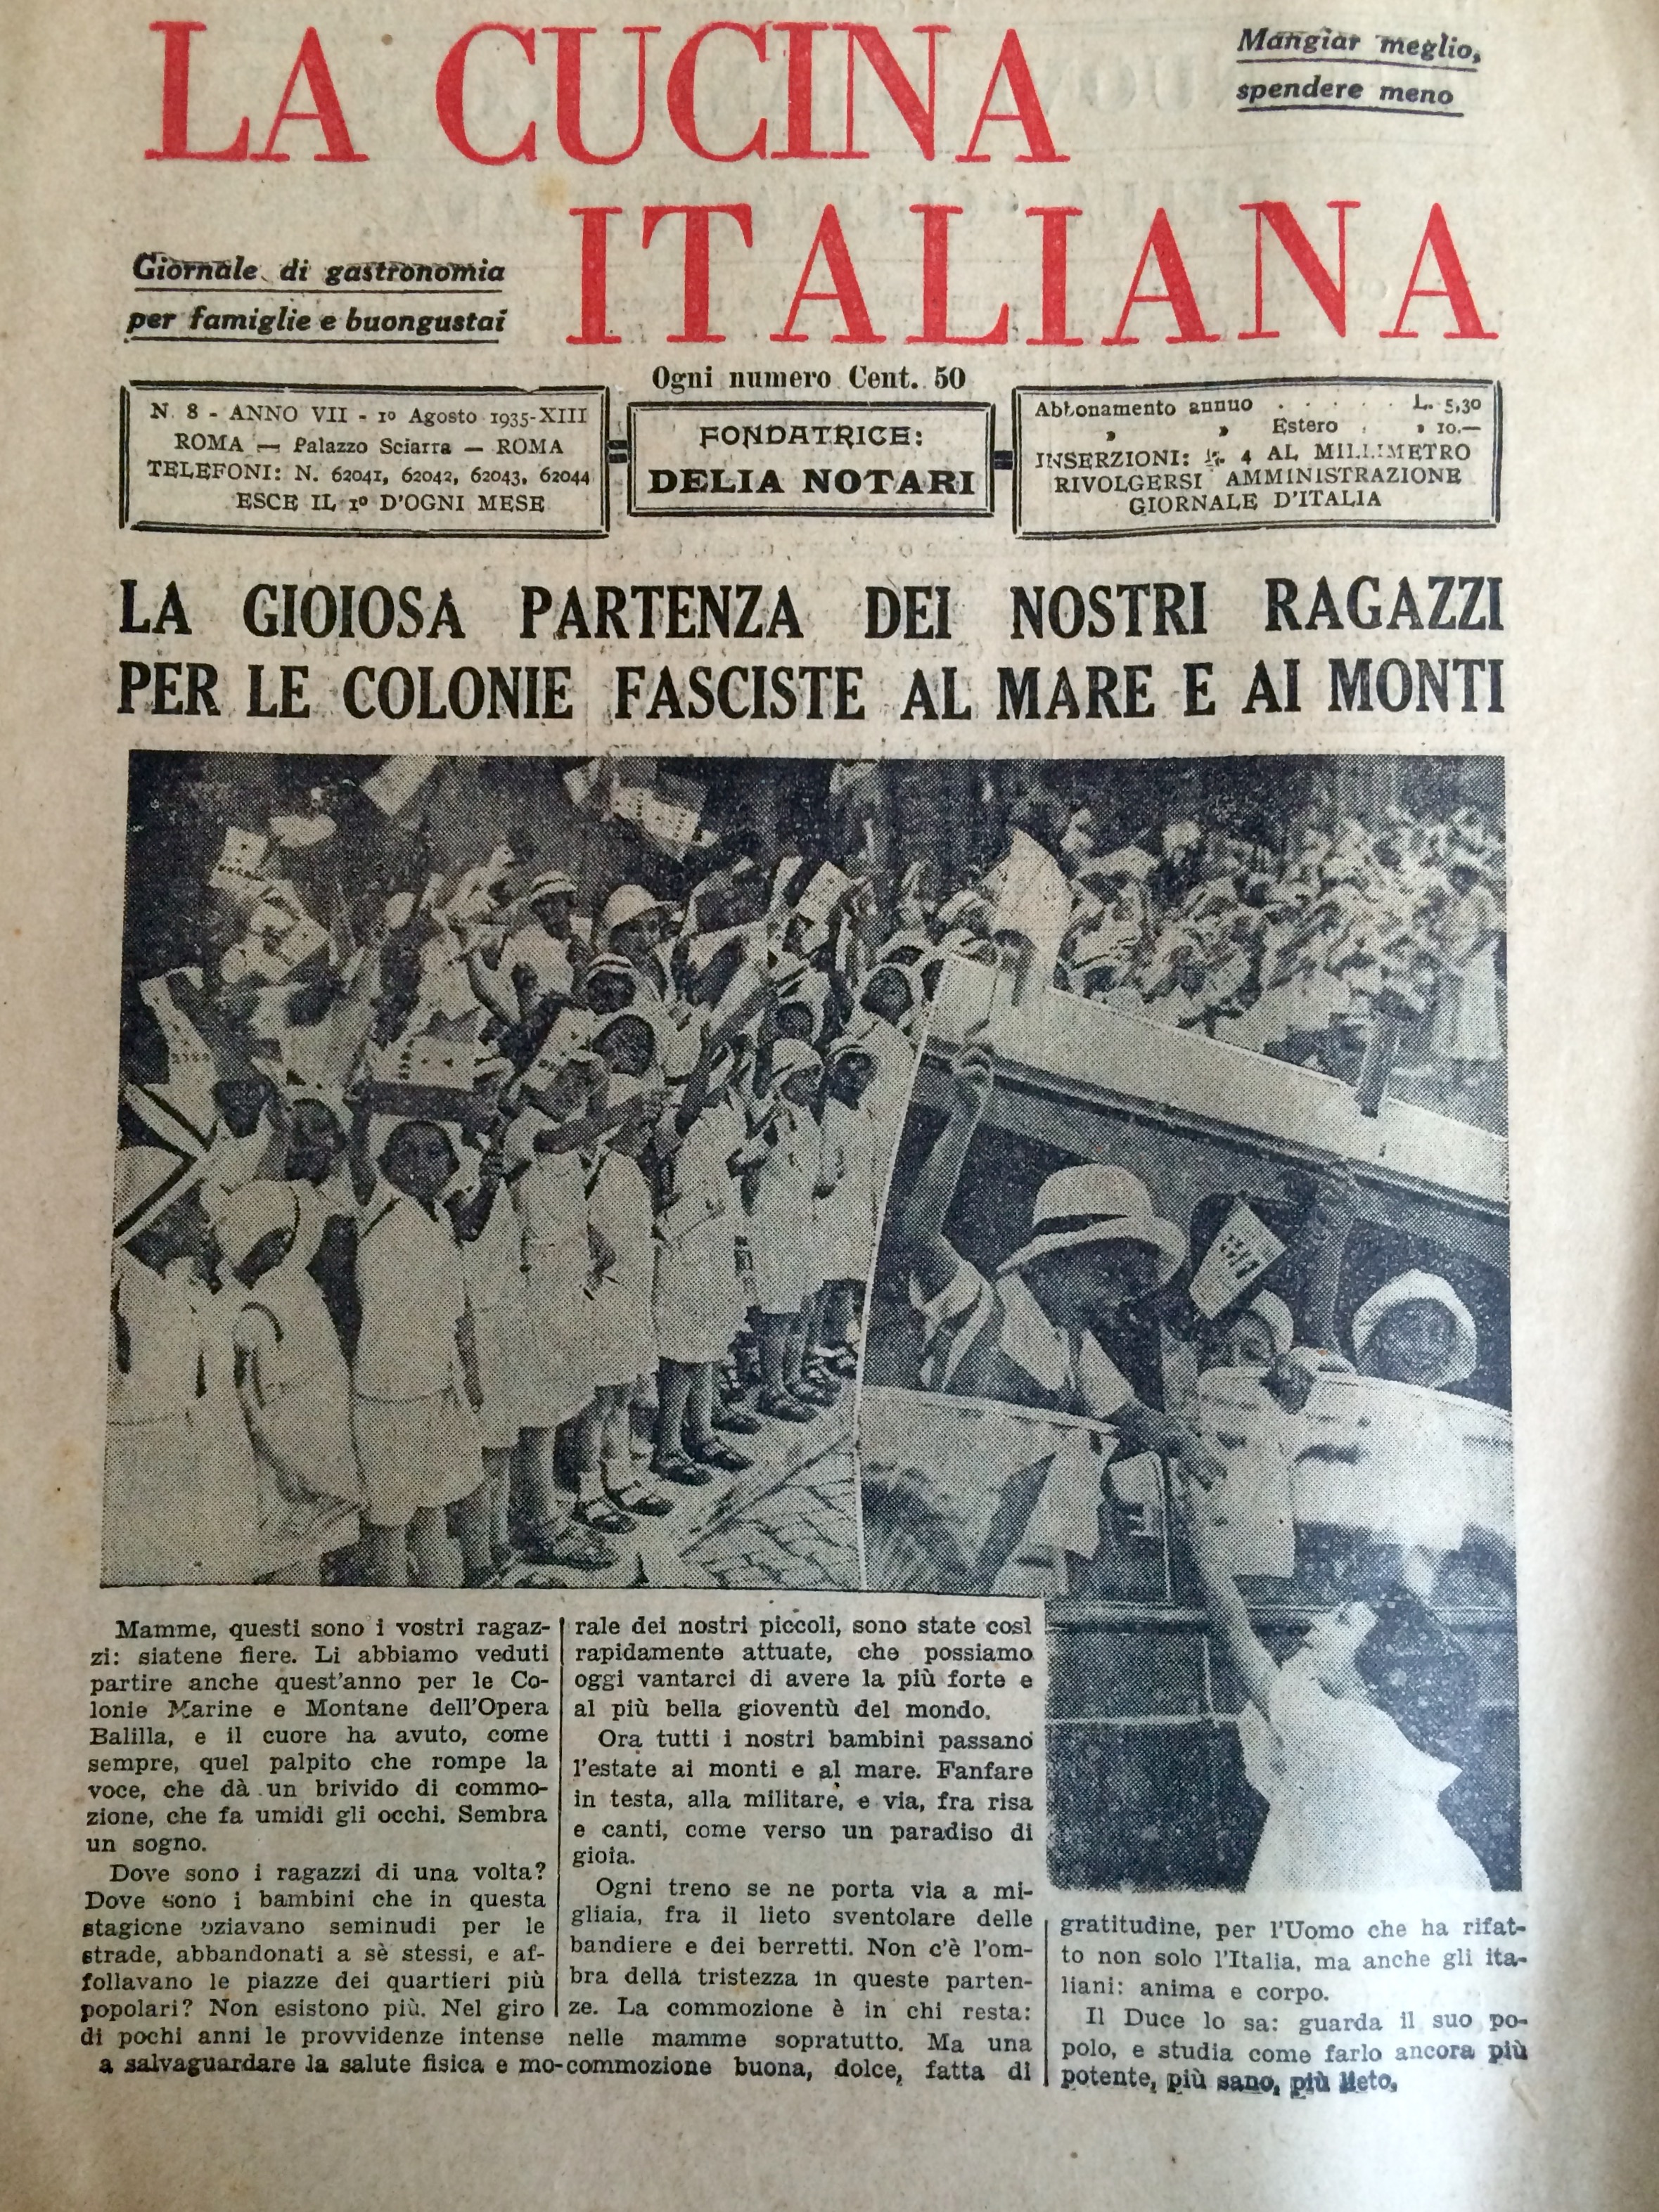 LA CUCINA
ITALIANA
Mangiar meglio,
spendere meno
Giornale di gastronomia
per famiglie e buongustai
Ogni numero Cent. 50
N. 8 - ANNO VII - 1º Agosto 1935-XIII
ROMA — Palazzo Sciarra — ROMA
TELEFONI: N. 62041, 62042, 62043, 62044
ESCE IL 1º D'OGNI MESE
FONDATRICE:
DELIA NOTARI
Abbonamento annuo . . . . . L. 5,30
» » Estero . » 10.—
INSERZIONI: L. 4 AL MILLIMETRO
RIVOLGERSI AMMINISTRAZIONE
GIORNALE D'ITALIA
LA GIOIOSA PARTENZA DEI NOSTRI RAGAZZI
PER LE COLONIE FASCISTE AL MARE E AI MONTI
Mamme, questi sono i vostri ragaz-
zi: siatene fiere. Li abbiamo veduti
partire anche quest'anno per le Co-
lonie Marine e Montane dell'Opera
Balilla, e il cuore ha avuto, come
sempre, quel palpito che rompe la
voce, che dà un brivido di commo-
zione, che fa umidi gli occhi. Sembra
un sogno.
Dove sono i ragazzi di una volta?
Dove sono i bambini che in questa
stagione oziavano seminudi per le
strade, abbandonati a sè stessi, e af-
follavano le piazze dei quartieri più
popolari? Non esistono più. Nel giro
di pochi anni le provvidenze intense
a salvaguardare la salute fisica e mo-
rale dei nostri piccoli, sono state così
rapidamente attuate, che possiamo
oggi vantarci di avere la più forte e
al più bella gioventù del mondo.
Ora tutti i nostri bambini passano
l'estate ai monti e al mare. Fanfare
in testa, alla militare, e via, fra risa
e canti, come verso un paradiso di
gioia.
Ogni treno se ne porta via a mi-
gliaia, fra il lieto sventolare delle
bandiere e dei berretti. Non c'è l'om-
bra della tristezza in queste parten-
ze. La commozione è in chi resta:
nelle mamme sopratutto. Ma una
commozione buona, dolce, fatta di
gratitudine, per l'Uomo che ha rifat-
to non solo l'Italia, ma anche gli ita-
liani: anima e corpo.
Il Duce lo sa: guarda il suo po-
polo, e studia come farlo ancora più
potente, più sano, più lieto,